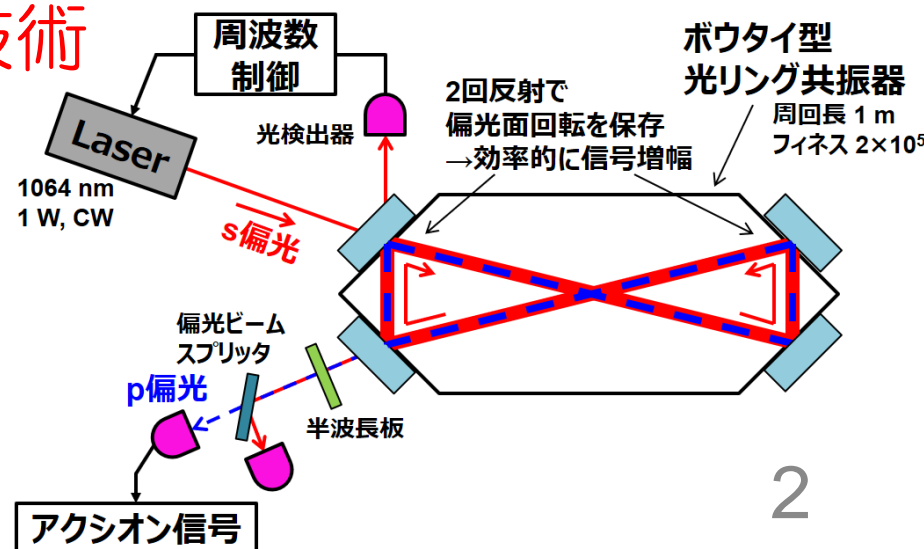 技術
周波数
制御
光検出器
Laser
1064 nm
1 W, CW
s偏光
2回反射で
偏光面回転を保存
→効率的に信号増幅
ボウタイ型
光リング共振器
周回長 1 m
フィネス 2×10⁵
偏光ビーム
スプリッタ
p偏光
半波長板
アクシオン信号
2